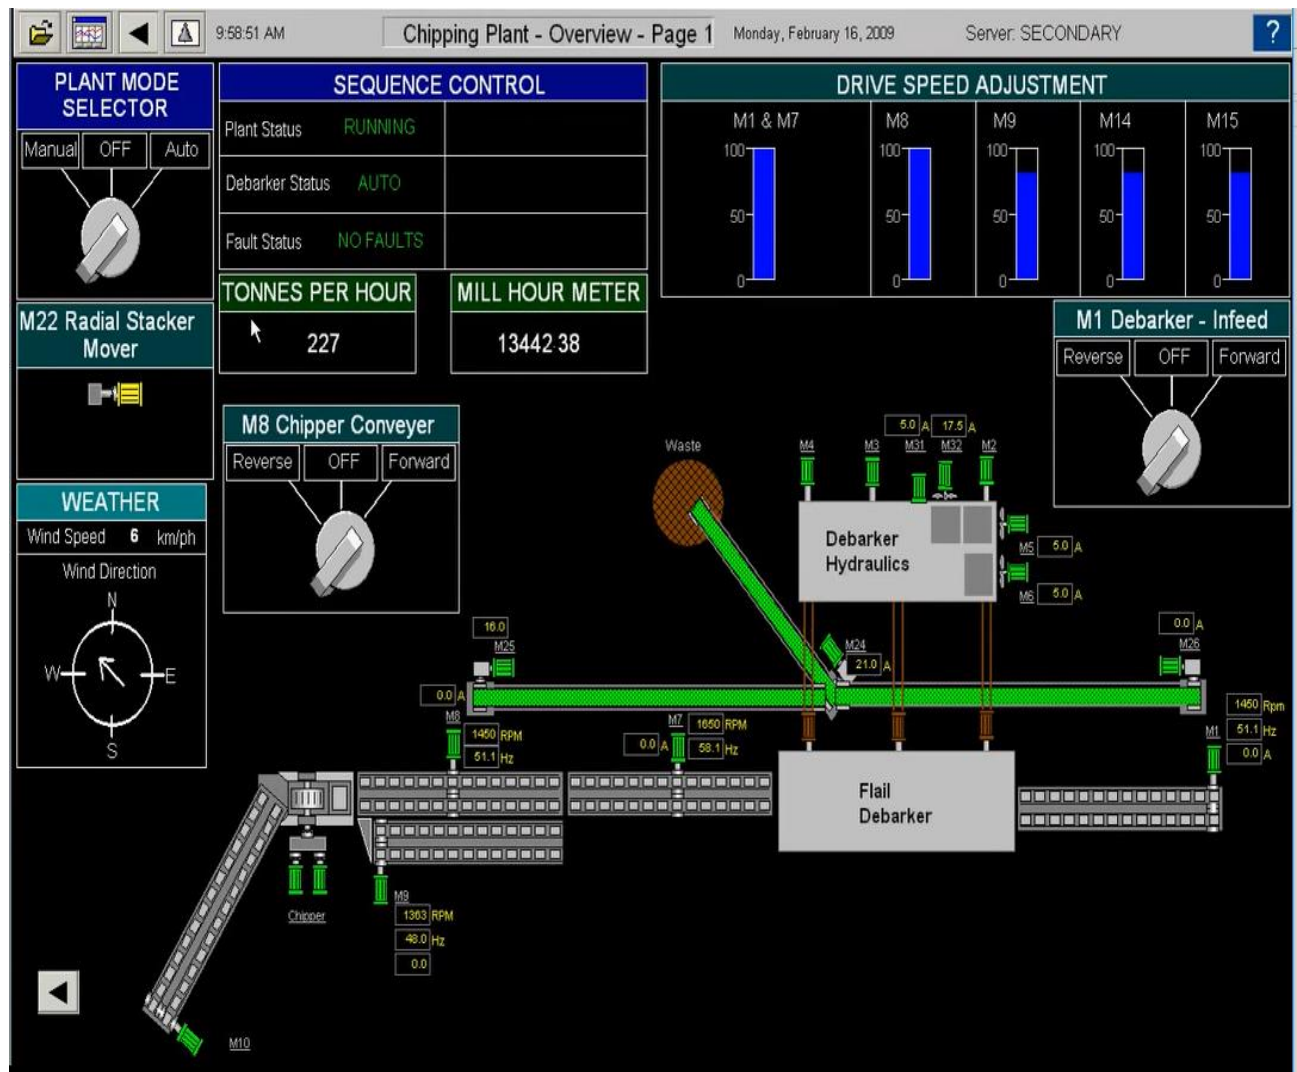 9:58:51 AM
Chipping Plant - Overview - Page 1
Monday, February 16, 2009
Server: SECONDARY
?
PLANT MODE
SELECTOR
Manual OFF Auto
SEQUENCE CONTROL
Plant Status RUNNING
Debarker Status AUTO
Fault Status NO FAULTS
DRIVE SPEED ADJUSTMENT
M1 & M7 M8 M9 M14 M15
100 100 100 100 100
50 50 50 50 50
0 0 0 0 0
TONNES PER HOUR
227
MILL HOUR METER
13442.38
M22 Radial Stacker
Mover
M1 Debarker - Infeed
Reverse OFF Forward
M8 Chipper Conveyer
Reverse OFF Forward
WEATHER
Wind Speed 6 km/ph
Wind Direction
N
W E
S
Waste
5.0 A 17.5 A
M4 M3 M31 M32 M2
Debarker
Hydraulics
M5 5.0 A
M6 5.0 A
16.0
M25
M24
21.0 A
0.0 A
M26
0.0 A
M8
1450 RPM
51.1 Hz
M7
1650 RPM
0.0 A
58.1 Hz
1450 Rpm
M1 51.1 Hz
0.0 A
Flail
Debarker
Chipper
M9
1363 RPM
48.0 Hz
0.0
M10